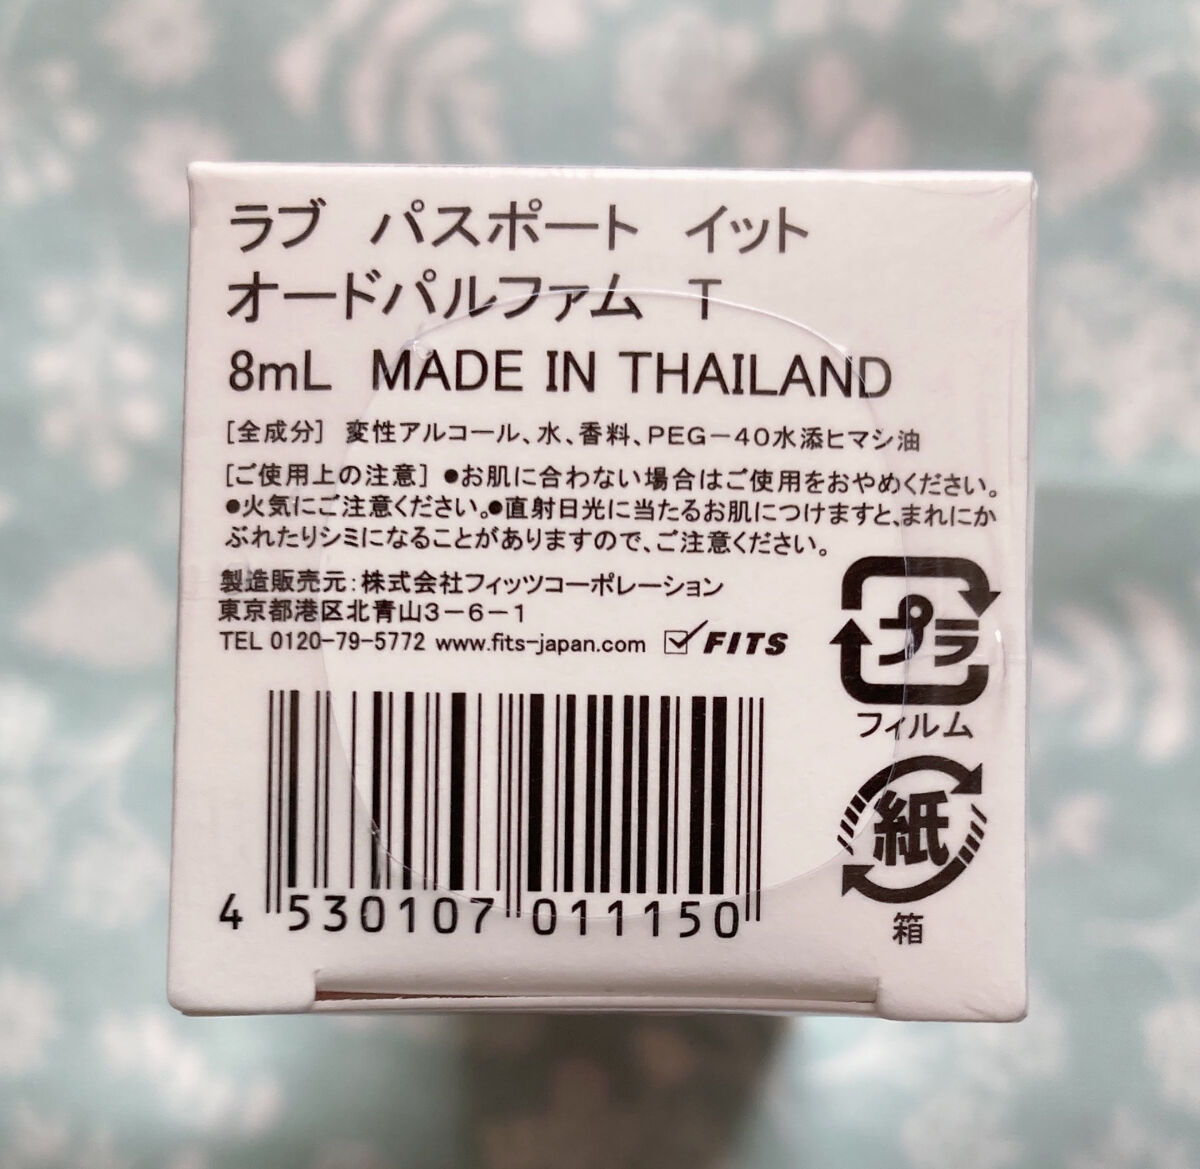 ラブ パスポート イット
オードパルファム T
8mL MADE IN THAILAND
[全成分] 変性アルコール、水、香料、PEG-40水添ヒマシ油
[ご使用上の注意] ●お肌に合わない場合はご使用をおやめください。
●火気にご注意ください。●直射日光に当たるお肌につけますと、まれにか
ぶれたりシミになることがありますので、ご注意ください。
製造販売元:株式会社フィッツコーポレーション
東京都港区北青山3-6-1
TEL 0120-79-5772 www.fits-japan.com FITS
プラ
フィルム
紙
箱
4 530107 011150